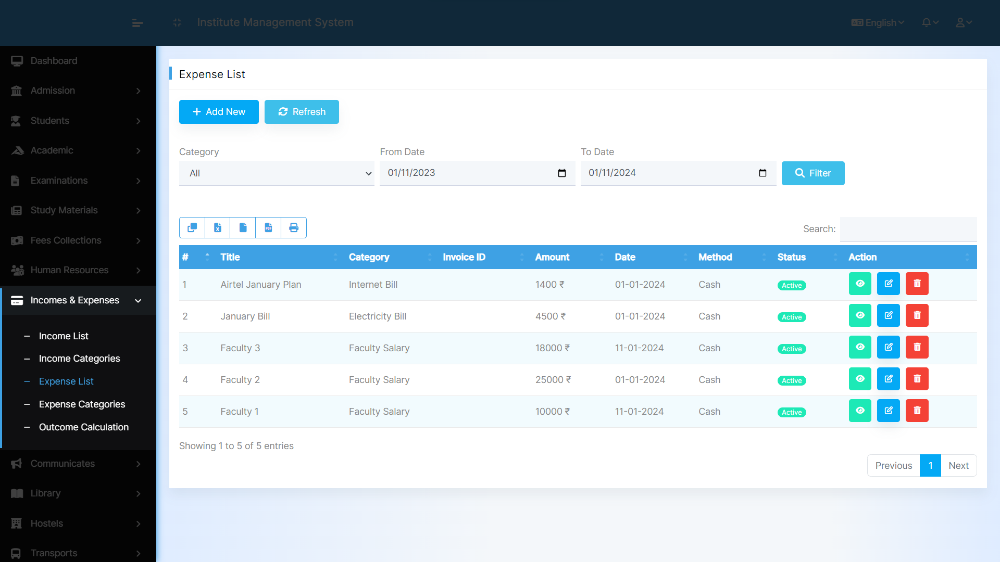 Institute Management System
English
Dashboard
Admission
Students
Academic
Examinations
Study Materials
Fees Collections
Human Resources
Incomes & Expenses
Income List
Income Categories
Expense List
Expense Categories
Outcome Calculation
Communicates
Library
Hostels
Transports
Expense List
Add New
Refresh
Category
From Date
To Date
All
01/11/2023
01/11/2024
Filter
Search:
# Title Category Invoice ID Amount Date Method Status Action
1 Airtel January Plan Internet Bill 1400 ₹ 01-01-2024 Cash Active
2 January Bill Electricity Bill 4500 ₹ 01-01-2024 Cash Active
3 Faculty 3 Faculty Salary 18000 ₹ 11-01-2024 Cash Active
4 Faculty 2 Faculty Salary 25000 ₹ 01-01-2024 Cash Active
5 Faculty 1 Faculty Salary 10000 ₹ 11-01-2024 Cash Active
Showing 1 to 5 of 5 entries
Previous 1 Next